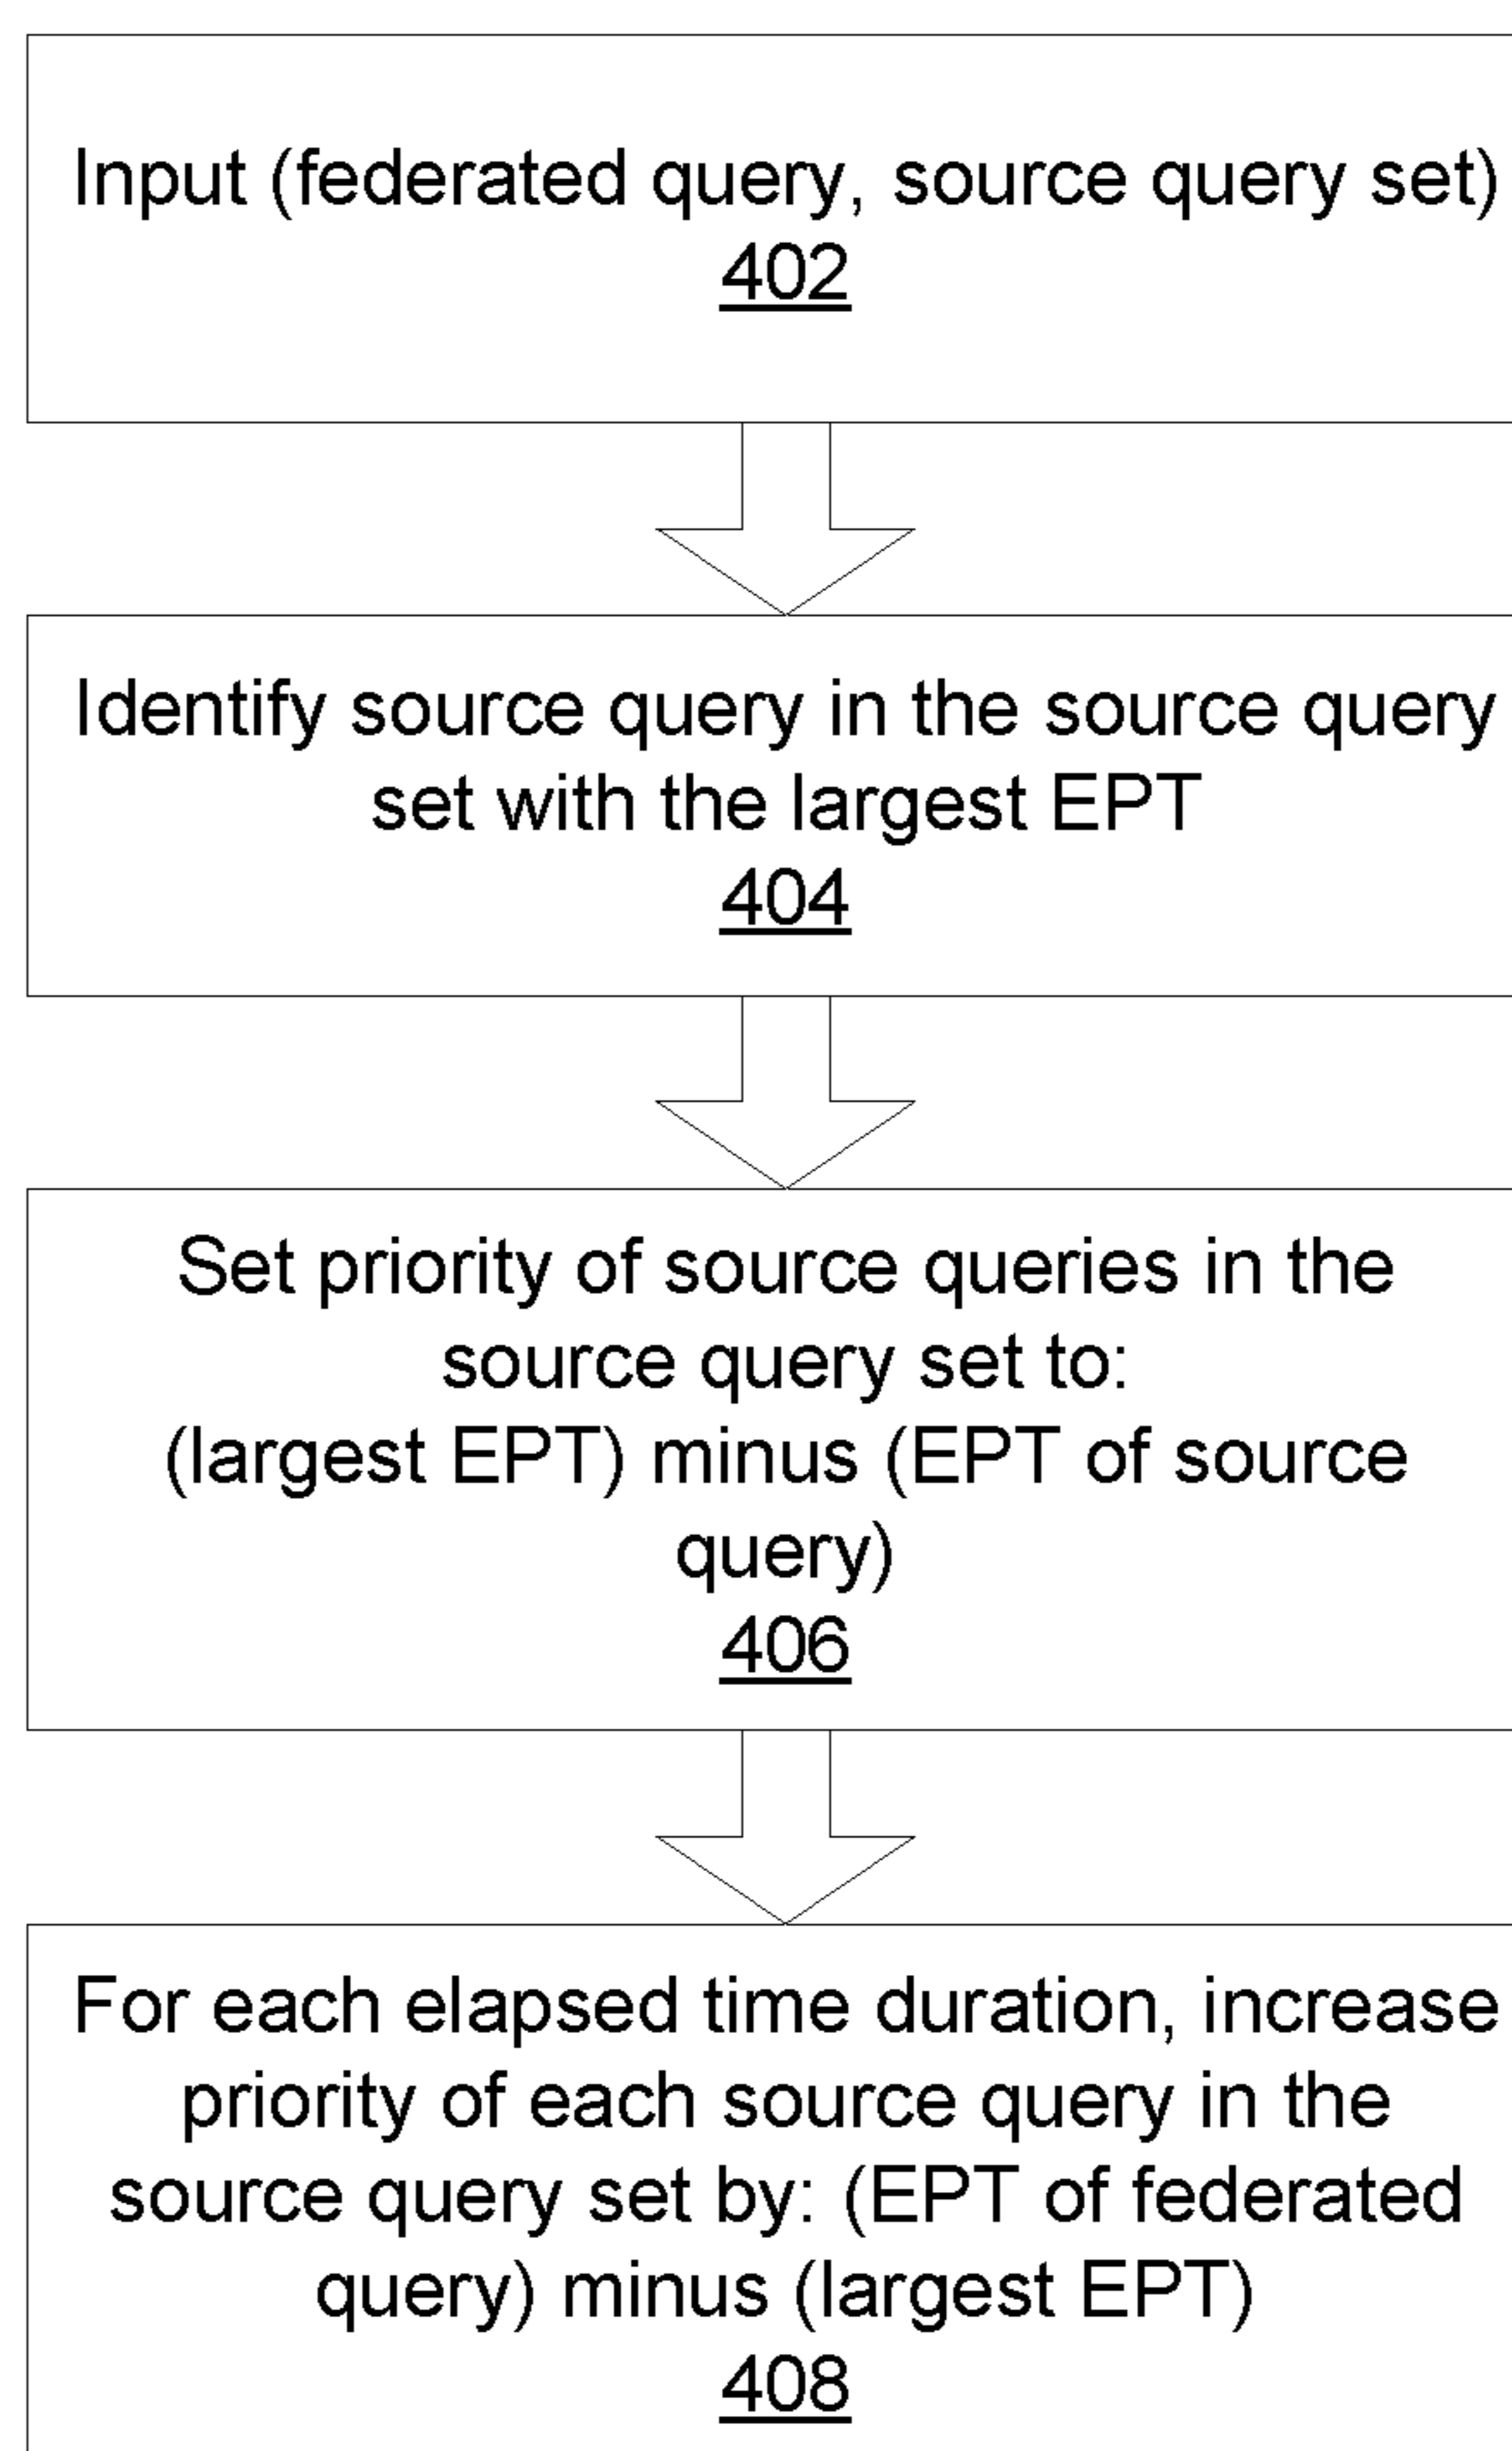 Input (federated query, source query set)
402
Identify source query in the source query
set with the largest EPT
404
Set priority of source queries in the
source query set to:
(largest EPT) minus (EPT of source
query)
406
For each elapsed time duration, increase
priority of each source query in the
source query set by: (EPT of federated
query) minus (largest EPT)
408